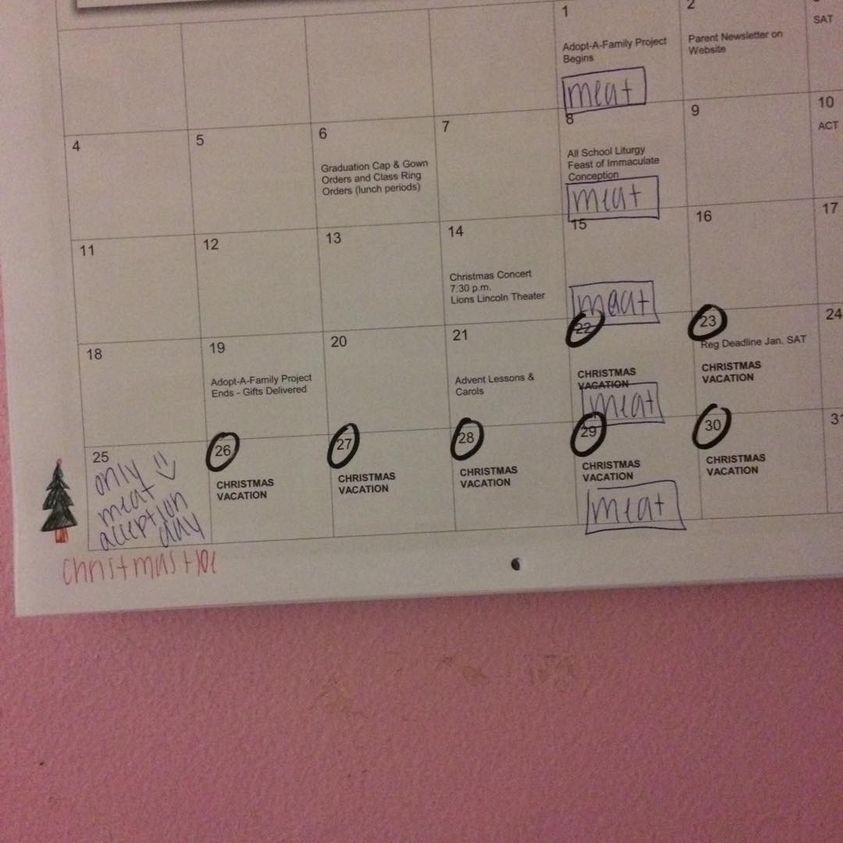 1
Adopt-A-Family Project
Begins
meat
2
Parent Newsletter on
Website
SAT
4
5
6
Graduation Cap & Gown
Orders and Class Ring
Orders (lunch periods)
7
8
All School Liturgy
Feast of Immaculate
Conception
meat
9
10
ACT
11
12
13
14
Christmas Concert
7:30 p.m.
Lions Lincoln Theater
15
meat
16
17
18
19
Adopt-A-Family Project
Ends - Gifts Delivered
20
21
Advent Lessons &
Carols
22
CHRISTMAS
VACATION
meat
23
Reg Deadline Jan. SAT
CHRISTMAS
VACATION
24
25
only
meat
acception
day
26
CHRISTMAS
VACATION
27
CHRISTMAS
VACATION
28
CHRISTMAS
VACATION
29
CHRISTMAS
VACATION
meat
30
CHRISTMAS
VACATION
31
christmas